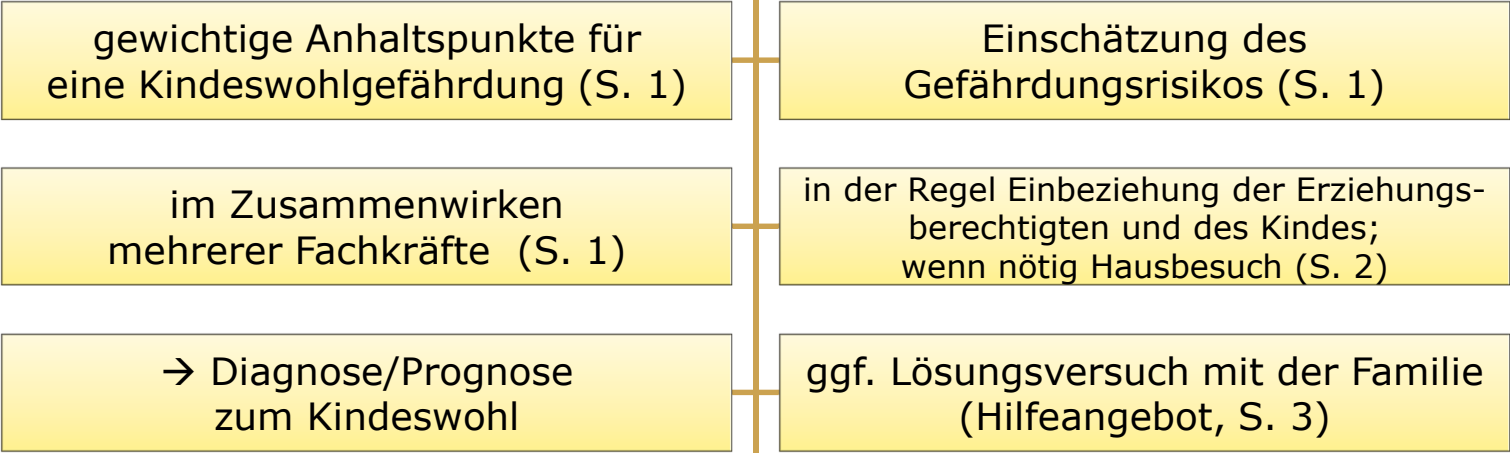 gewichtige Anhaltspunkte für
eine Kindeswohlgefährdung (S. 1)
Einschätzung des
Gefährdungsrisikos (S. 1)
im Zusammenwirken
mehrerer Fachkräfte (S. 1)
in der Regel Einbeziehung der Erziehungs-
berechtigten und des Kindes;
wenn nötig Hausbesuch (S. 2)
→ Diagnose/Prognose
zum Kindeswohl
ggf. Lösungsversuch mit der Familie
(Hilfeangebot, S. 3)